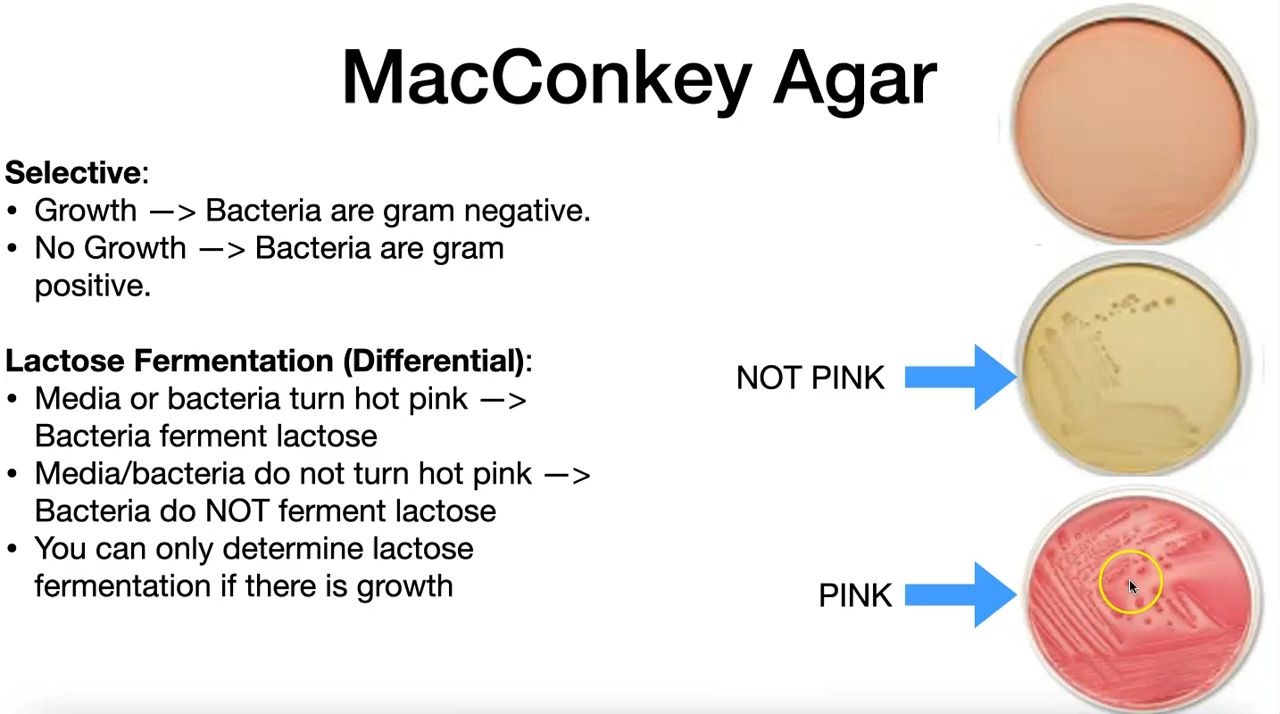 MacConkey Agar
Selective:
• Growth —> Bacteria are gram negative.
• No Growth —> Bacteria are gram
positive.
Lactose Fermentation (Differential):
• Media or bacteria turn hot pink —>
Bacteria ferment lactose
• Media/bacteria do not turn hot pink —>
Bacteria do NOT ferment lactose
• You can only determine lactose
fermentation if there is growth
NOT PINK
PINK